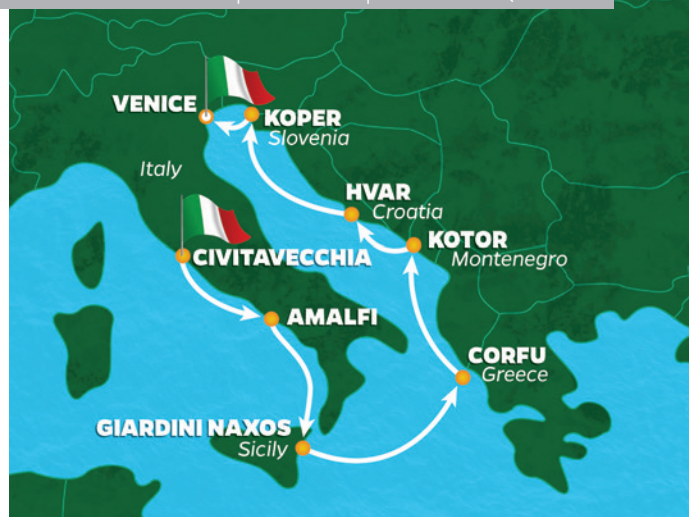 VENICE
KOPER
Slovenia
Italy
HVAR
Croatia
KOTOR
Montenegro
CIVITAVECCHIA
AMALFI
CORFU
Greece
GIARDINI NAXOS
Sicily